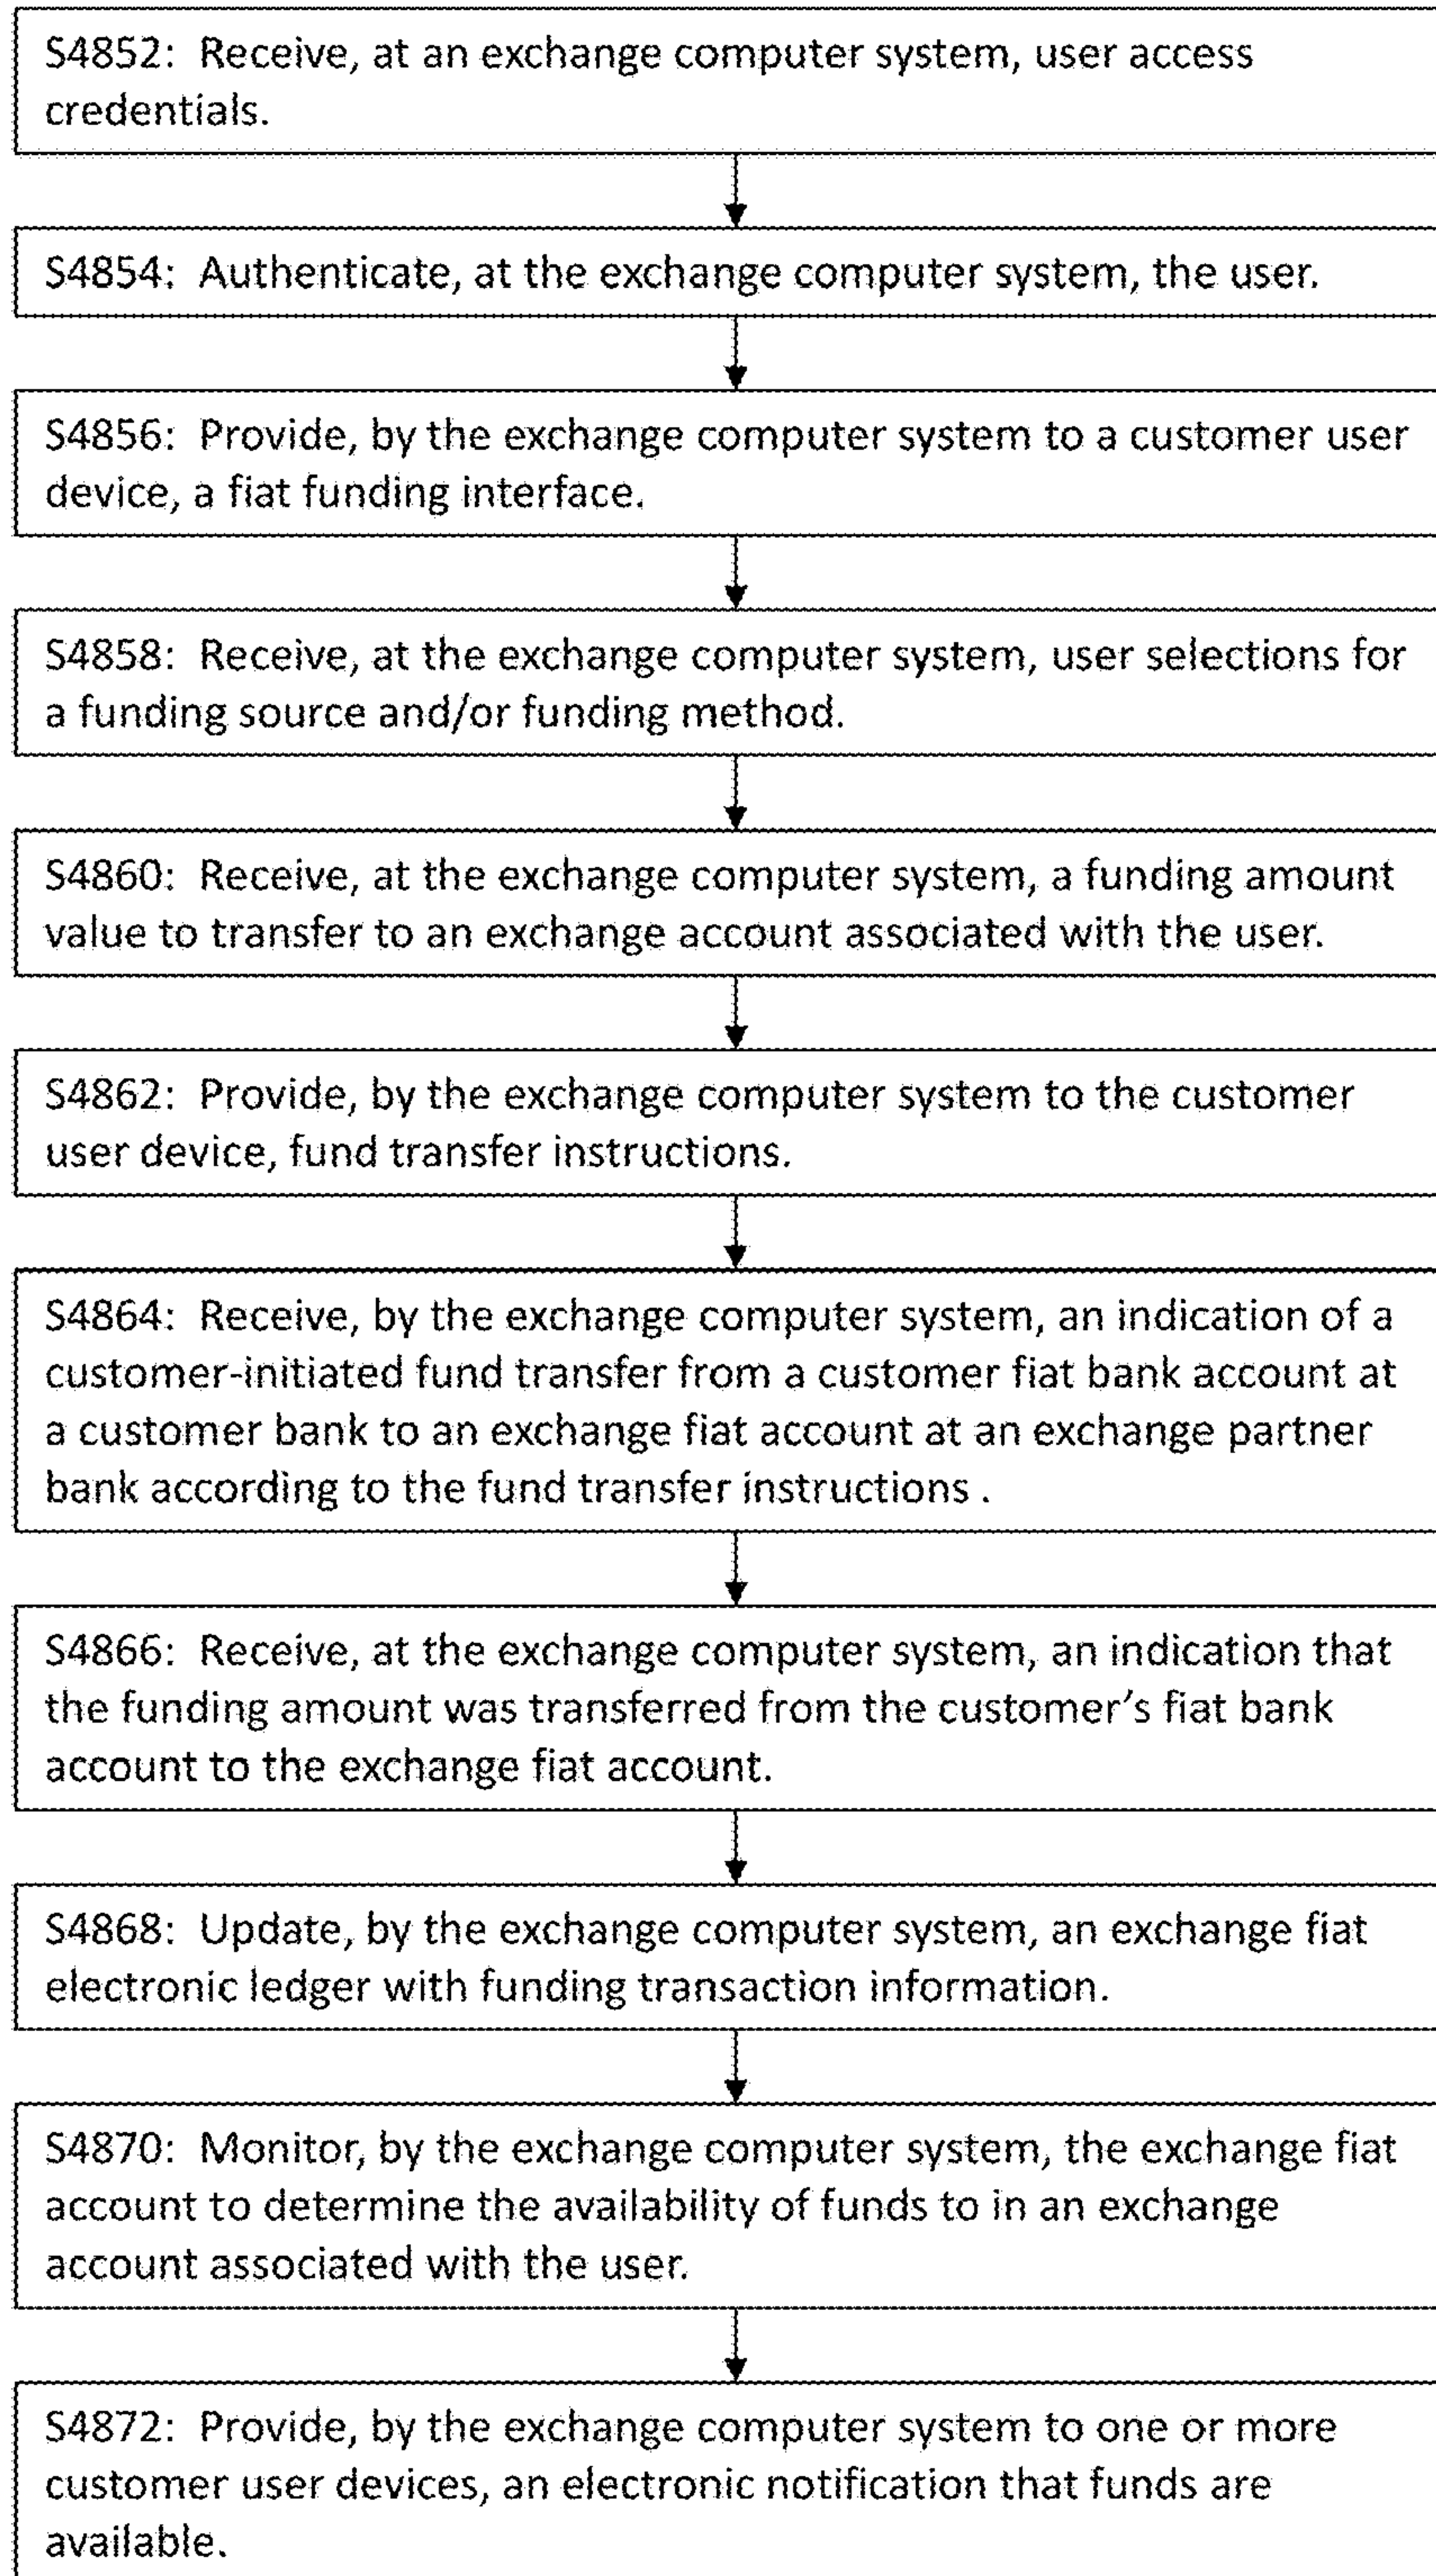 S4852: Receive, at an exchange computer system, user access
credentials.
S4854: Authenticate, at the exchange computer system, the user.
S4856: Provide, by the exchange computer system to a customer user
device, a fiat funding interface.
S4858: Receive, at the exchange computer system, user selections for
a funding source and/or funding method.
S4860: Receive, at the exchange computer system, a funding amount
value to transfer to an exchange account associated with the user.
S4862: Provide, by the exchange computer system to the customer
user device, fund transfer instructions.
S4864: Receive, by the exchange computer system, an indication of a
customer-initiated fund transfer from a customer fiat bank account at
a customer bank to an exchange fiat account at an exchange partner
bank according to the fund transfer instructions .
S4866: Receive, at the exchange computer system, an indication that
the funding amount was transferred from the customer's fiat bank
account to the exchange fiat account.
S4868: Update, by the exchange computer system, an exchange fiat
electronic ledger with funding transaction information.
S4870: Monitor, by the exchange computer system, the exchange fiat
account to determine the availability of funds to in an exchange
account associated with the user.
S4872: Provide, by the exchange computer system to one or more
customer user devices, an electronic notification that funds are
available.